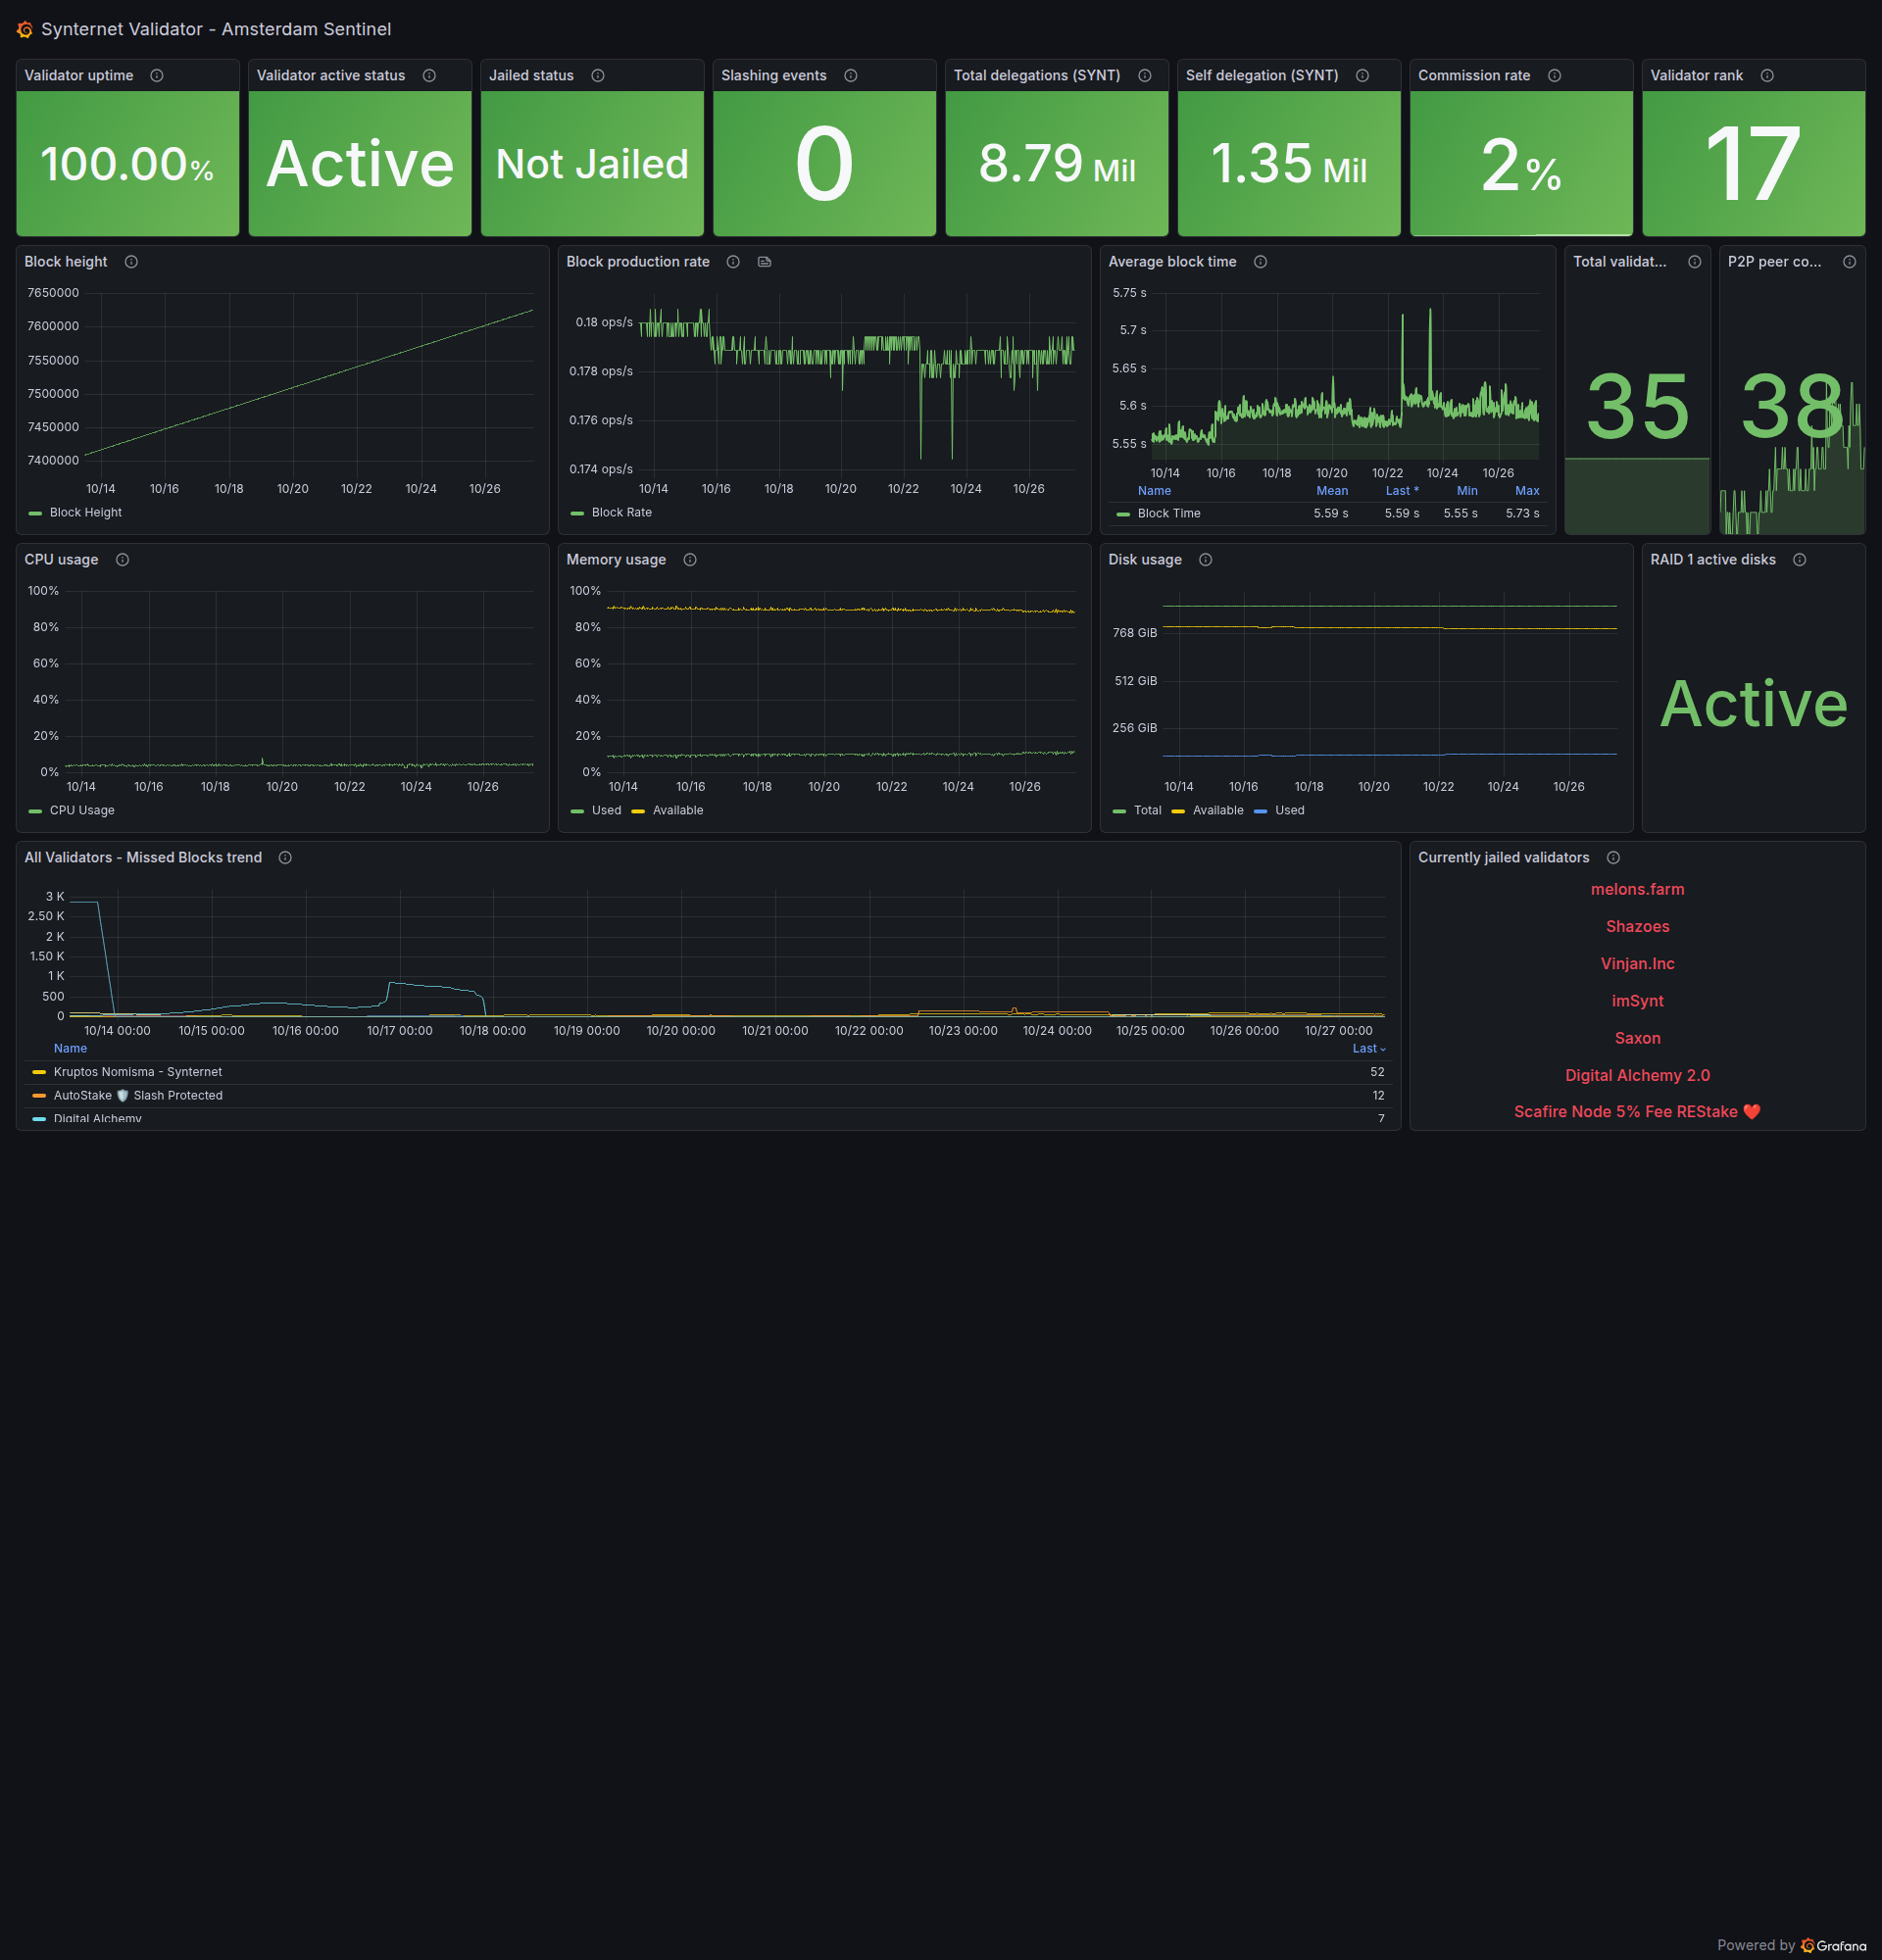 Synternet Validator - Amsterdam Sentinel
Validator uptime
100.00%
Validator active status
Active
Jailed status
Not Jailed
Slashing events
0
Total delegations (SYNT)
8.79 Mil
Self delegation (SYNT)
1.35 Mil
Commission rate
2%
Validator rank
17
Block height
7650000
7600000
7550000
7500000
7450000
7400000
10/14 10/16 10/18 10/20 10/22 10/24 10/26
Block Height
Block production rate
0.18 ops/s
0.178 ops/s
0.176 ops/s
0.174 ops/s
10/14 10/16 10/18 10/20 10/22 10/24 10/26
Block Rate
Average block time
5.75 s
5.7 s
5.65 s
5.6 s
5.55 s
10/14 10/16 10/18 10/20 10/22 10/24 10/26
Name Mean Last * Min Max
Block TIme 5.59 s 5.59 s 5.55 s 5.73 s
Total validat...
35
P2P peer co...
38
CPU usage
100%
80%
60%
40%
20%
0%
10/14 10/16 10/18 10/20 10/22 10/24 10/26
CPU Usage
Memory usage
100%
80%
60%
40%
20%
0%
10/14 10/16 10/18 10/20 10/22 10/24 10/26
Used Available
Disk usage
768 GiB
512 GiB
256 GiB
10/14 10/16 10/18 10/20 10/22 10/24 10/26
Total Available Used
RAID 1 active disks
Active
All Validators - Missed Blocks trend
3 K
2.50 K
2 K
1.50 K
1 K
500
0
10/14 00:00 10/15 00:00 10/16 00:00 10/17 00:00 10/18 00:00 10/19 00:00 10/20 00:00 10/21 00:00 10/22 00:00 10/23 00:00 10/24 00:00 10/25 00:00 10/26 00:00 10/27 00:00
Name Last
Kruptos Nomisma - Synternet 52
AutoStake 🛡️ Slash Protected 12
Digital Alchemy 7
Currently jailed validators
melons.farm
Shazoes
Vinjan.Inc
imSynt
Saxon
Digital Alchemy 2.0
Scafire Node 5% Fee REStake ❤️
Powered by Grafana